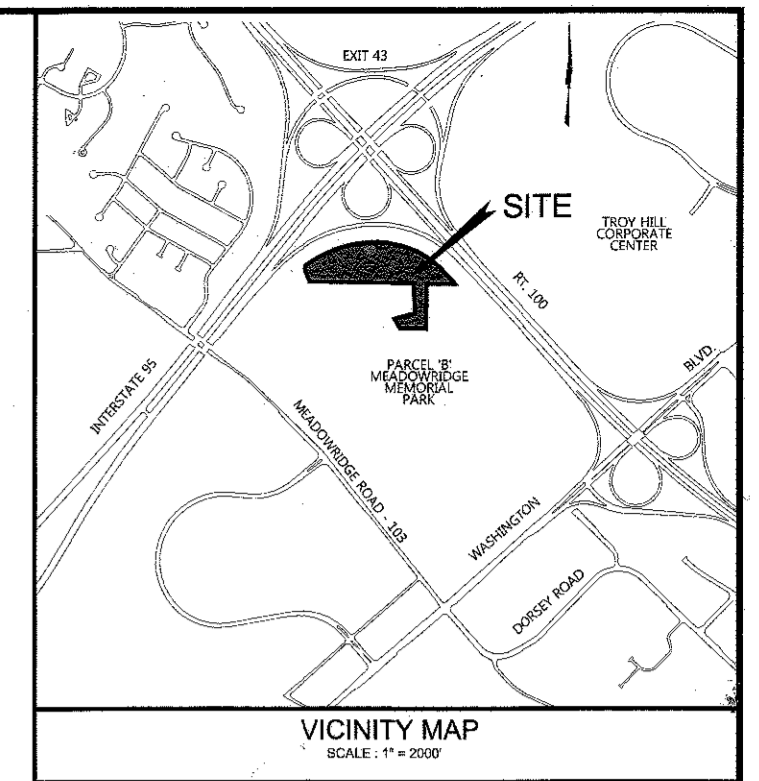 EXIT 43
SITE
TROY HILL
CORPORATE
CENTER
RT. 100
PARCEL 'B'
MEADOWRIDGE
MEMORIAL
PARK
BLVD.
INTERSTATE 95
MEADOWRIDGE ROAD - 103
WASHINGTON
DORSEY ROAD
VICINITY MAP
SCALE : 1" = 2000'